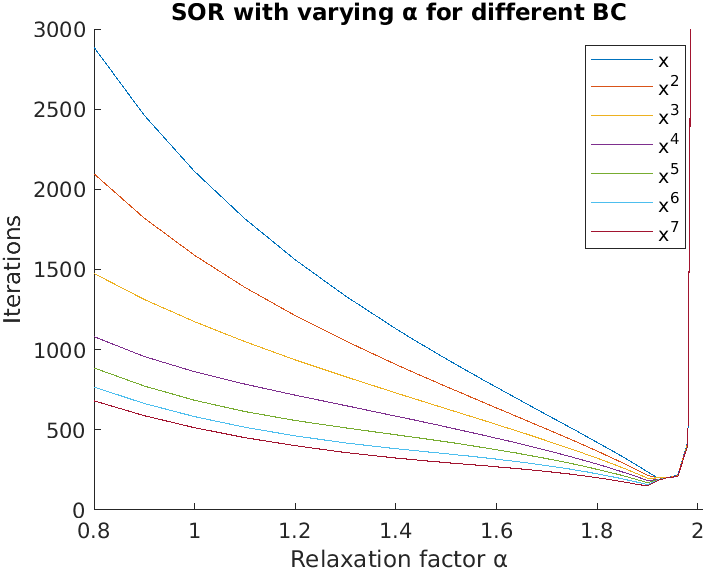 SOR with varying α for different BC
3000
2500
2000
1500
1000
500
0
Iterations
0.8
1
1.2
1.4
1.6
1.8
2
Relaxation factor α
x
x²
x³
x⁴
x⁵
x⁶
x⁷